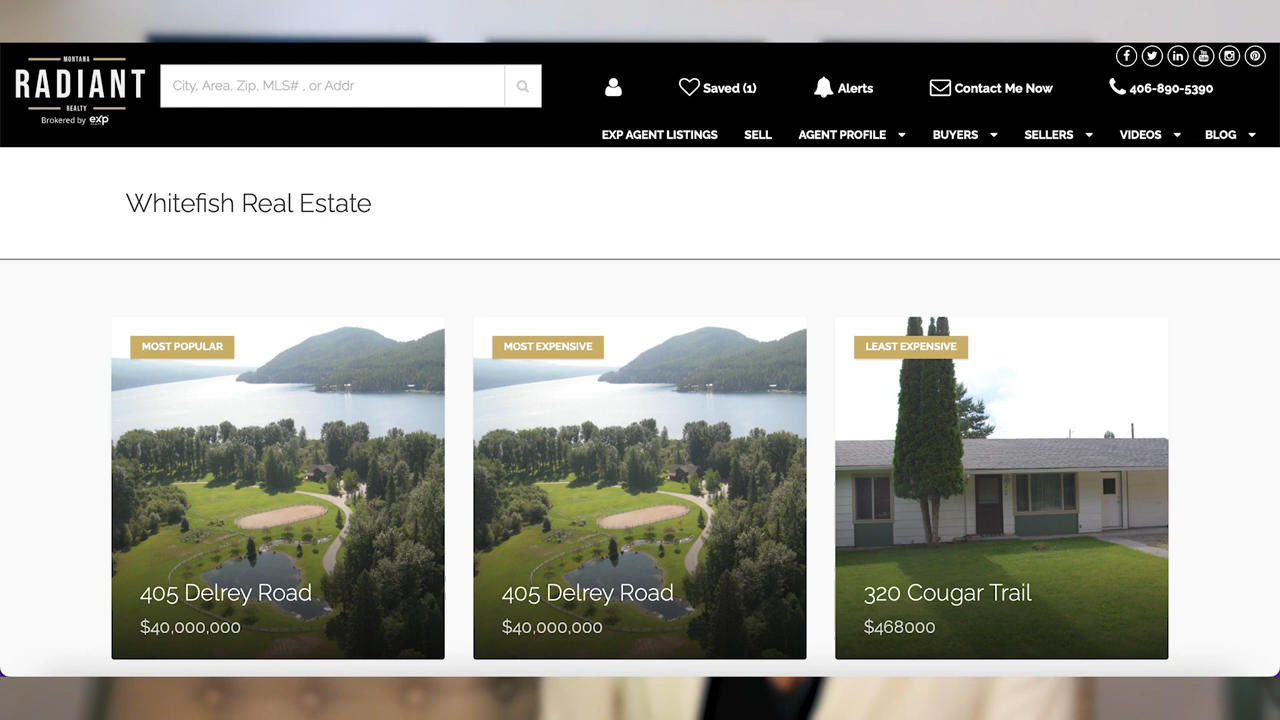 MONTANA
RADIANT
REALTY
Brokered by exp
City, Area, Zip, MLS# , or Addr
Saved (1)
Alerts
Contact Me Now
406-890-5390
EXP AGENT LISTINGS
SELL
AGENT PROFILE
BUYERS
SELLERS
VIDEOS
BLOG
Whitefish Real Estate
MOST POPULAR
405 Delrey Road
$40,000,000
MOST EXPENSIVE
405 Delrey Road
$40,000,000
LEAST EXPENSIVE
320 Cougar Trail
$468000